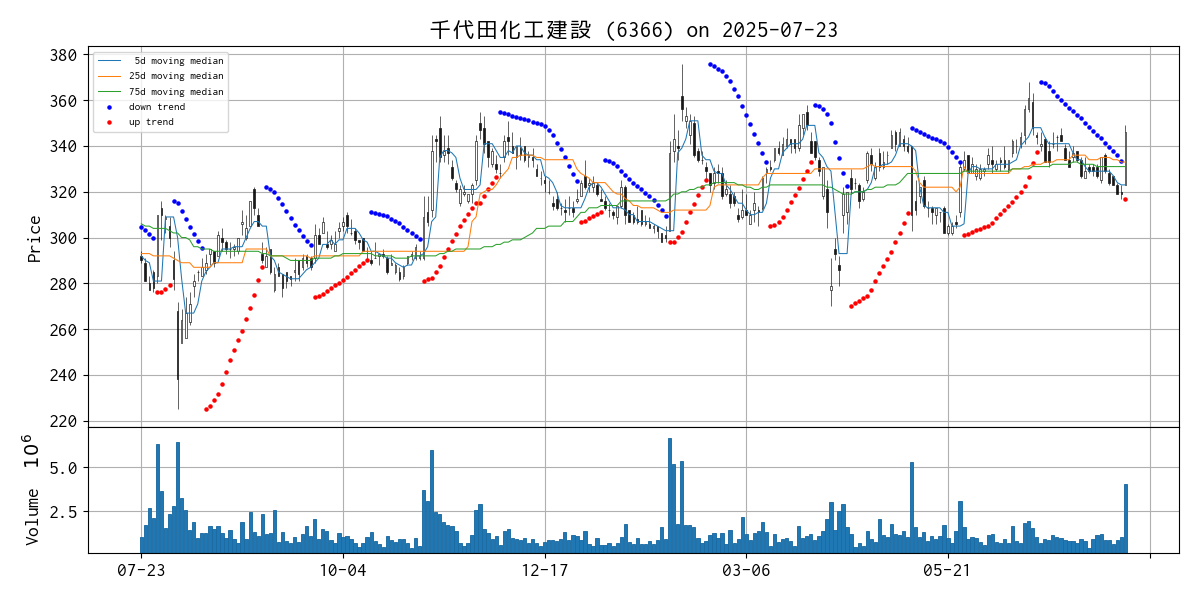 千代田化工建設 (6366) on 2025-07-23
380
360
340
320
300
280
260
240
220
Price
5d moving median
25d moving median
75d moving median
down trend
up trend
Volume 10^6
5.0
2.5
07-23
10-04
12-17
03-06
05-21